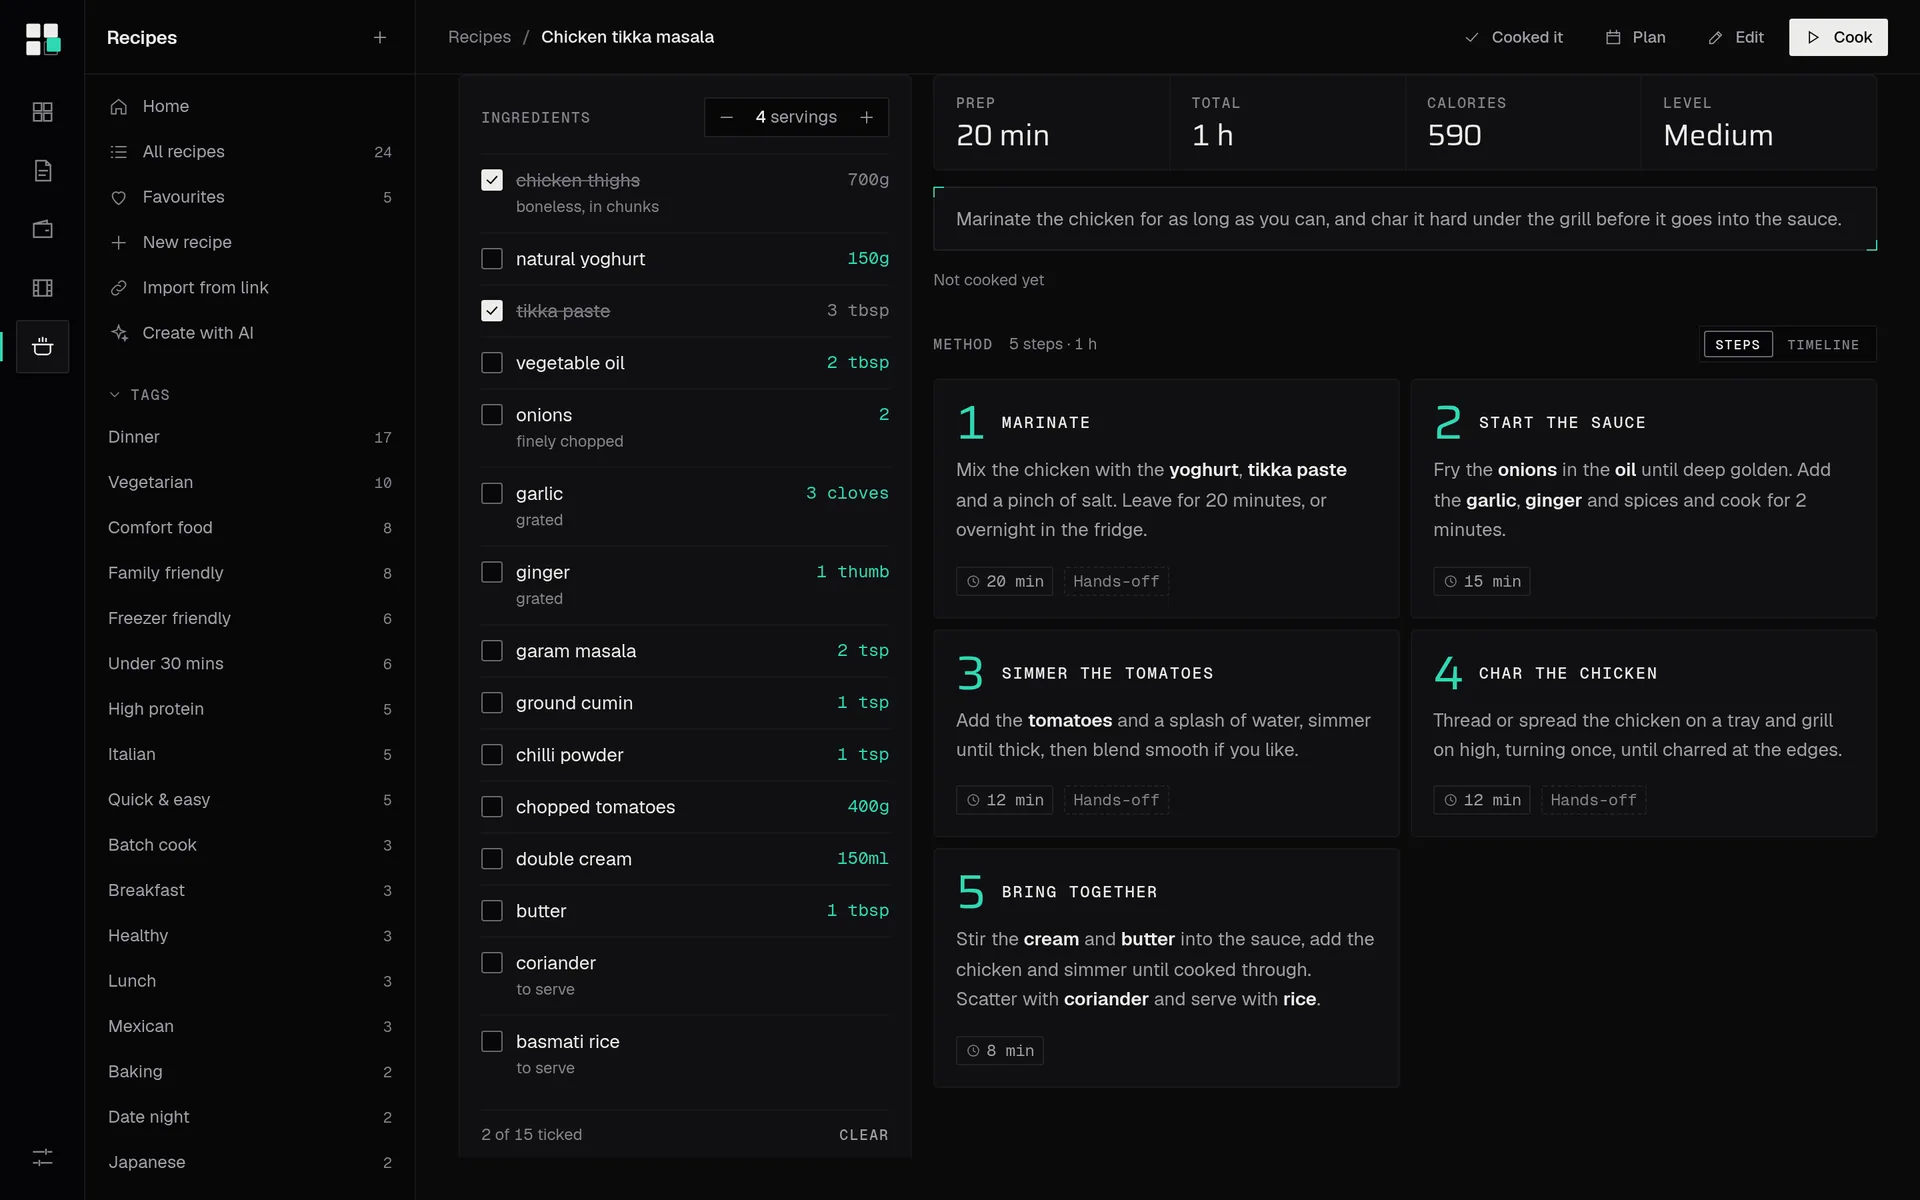 Recipes
Home
All recipes 24
Favourites 5
New recipe
Import from link
Create with AI
TAGS
Dinner 17
Vegetarian 10
Comfort food 8
Family friendly 8
Freezer friendly 6
Under 30 mins 6
High protein 5
Italian 5
Quick & easy 5
Batch cook 3
Breakfast 3
Healthy 3
Lunch 3
Mexican 3
Baking 2
Date night 2
Japanese 2
Recipes / Chicken tikka masala
Cooked it
Plan
Edit
Cook
INGREDIENTS
4 servings
chicken thighs 700g
boneless, in chunks
natural yoghurt 150g
tikka paste 3 tbsp
vegetable oil 2 tbsp
onions 2
finely chopped
garlic 3 cloves
grated
ginger 1 thumb
grated
garam masala 2 tsp
ground cumin 1 tsp
chilli powder 1 tsp
chopped tomatoes 400g
double cream 150ml
butter 1 tbsp
coriander
to serve
basmati rice
to serve
2 of 15 ticked CLEAR
PREP
20 min
TOTAL
1 h
CALORIES
590
LEVEL
Medium
Marinate the chicken for as long as you can, and char it hard under the grill before it goes into the sauce.
Not cooked yet
METHOD 5 steps · 1 h
STEPS TIMELINE
1 MARINATE
Mix the chicken with the yoghurt, tikka paste
and a pinch of salt. Leave for 20 minutes, or
overnight in the fridge.
20 min Hands-off
2 START THE SAUCE
Fry the onions in the oil until deep golden. Add
the garlic, ginger and spices and cook for 2
minutes.
15 min
3 SIMMER THE TOMATOES
Add the tomatoes and a splash of water, simmer
until thick, then blend smooth if you like.
12 min Hands-off
4 CHAR THE CHICKEN
Thread or spread the chicken on a tray and grill
on high, turning once, until charred at the edges.
12 min Hands-off
5 BRING TOGETHER
Stir the cream and butter into the sauce, add the
chicken and simmer until cooked through.
Scatter with coriander and serve with rice.
8 min